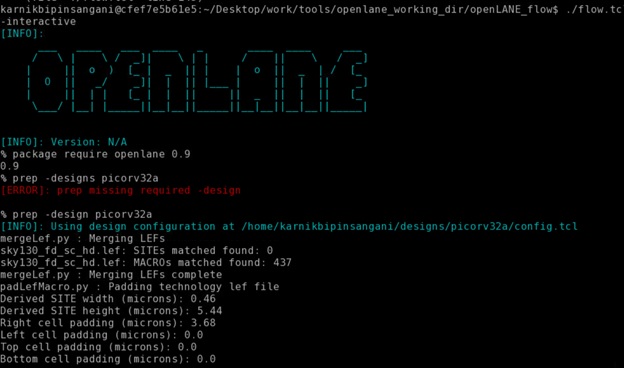 karnikbipinsangani@cfef7e5b61e5:~/Desktop/work/tools/openlane_working_dir/openLANE_flow$ ./flow.tc
-interactive
[INFO]:
OPENLANE
[INFO]: Version: N/A
% package require openlane 0.9
0.9
% prep -designs picorv32a
[ERROR]: prep missing required -design
% prep -design picorv32a
[INFO]: Using design configuration at /home/karnikbipinsangani/designs/picorv32a/config.tcl
mergeLef.py : Merging LEFs
sky130_fd_sc_hd.lef: SITEs matched found: 0
sky130_fd_sc_hd.lef: MACROs matched found: 437
mergeLef.py : Merging LEFs complete
padLefMacro.py : Padding technology lef file
Derived SITE width (microns): 0.46
Derived SITE height (microns): 5.44
Right cell padding (microns): 3.68
Left cell padding (microns): 0.0
Top cell padding (microns): 0.0
Bottom cell padding (microns): 0.0